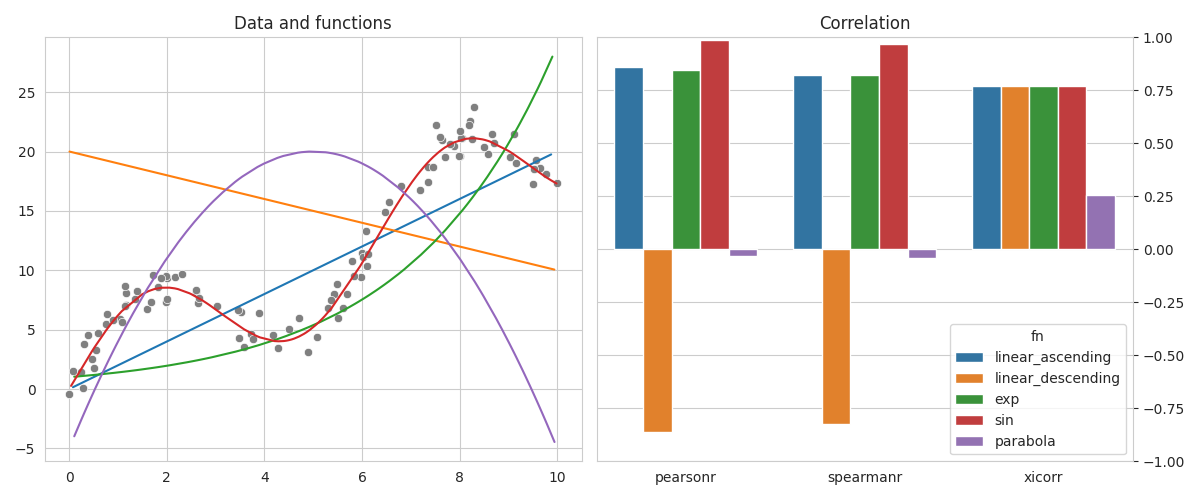 Data and functions
25
20
15
10
5
0
−5
0 2 4 6 8 10
Correlation
1.00
0.75
0.50
0.25
0.00
−0.25
−0.50
−0.75
−1.00
fn
linear_ascending
linear_descending
exp
sin
parabola
pearsonr spearmanr xicorr